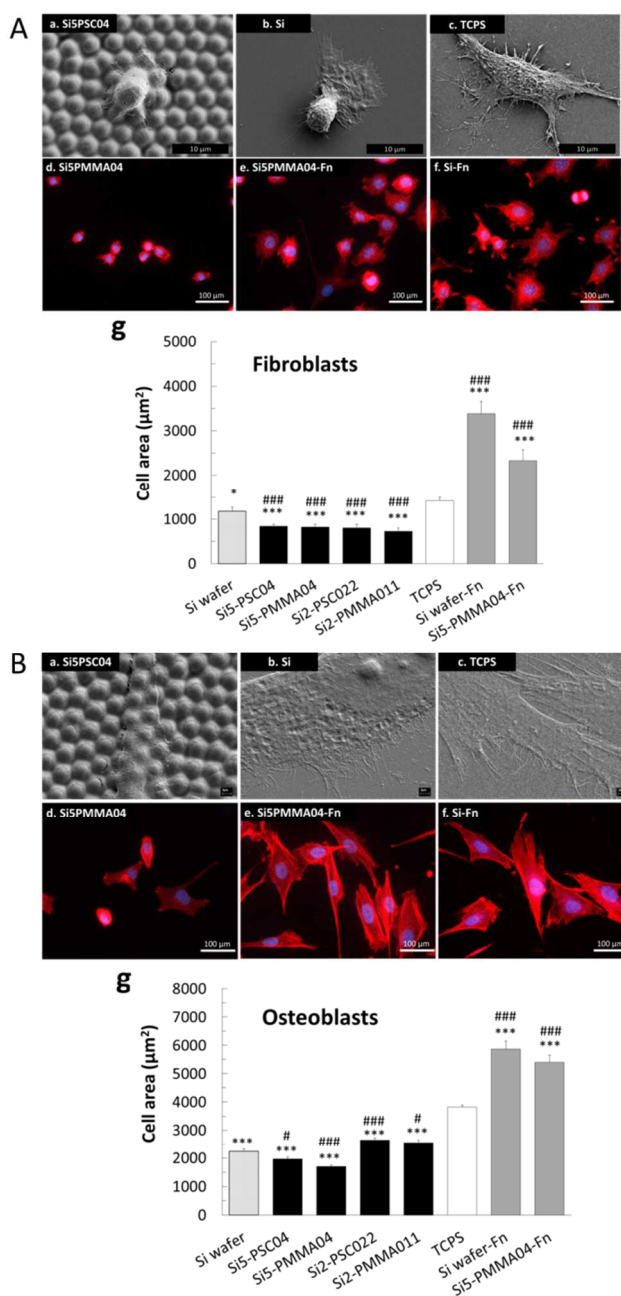 A
a. Si5PSC04
b. Si
c. TCPS
10 µm
10 µm
10 µm
d. Si5PMMA04
e. Si5PMMA04-Fn
f. Si-Fn
100 µm
100 µm
100 µm
g
Fibroblasts
Cell area (µm²)
5000
4000
3000
2000
1000
0
*
###
***
###
***
###
***
###
***
###
***
###
***
Si wafer
Si5-PSC04
Si5-PMMA04
Si2-PSC022
Si2-PMMA011
TCPS
Si wafer-Fn
Si5-PMMA04-Fn
B
a. Si5PSC04
b. Si
c. TCPS
d. Si5PMMA04
e. Si5PMMA04-Fn
f. Si-Fn
100 µm
100 µm
100 µm
g
Osteoblasts
Cell area (µm²)
8000
7000
6000
5000
4000
3000
2000
1000
0
***
#
***
###
***
###
***
#
***
###
***
###
***
Si wafer
Si5-PSC04
Si5-PMMA04
Si2-PSC022
Si2-PMMA011
TCPS
Si wafer-Fn
Si5-PMMA04-Fn